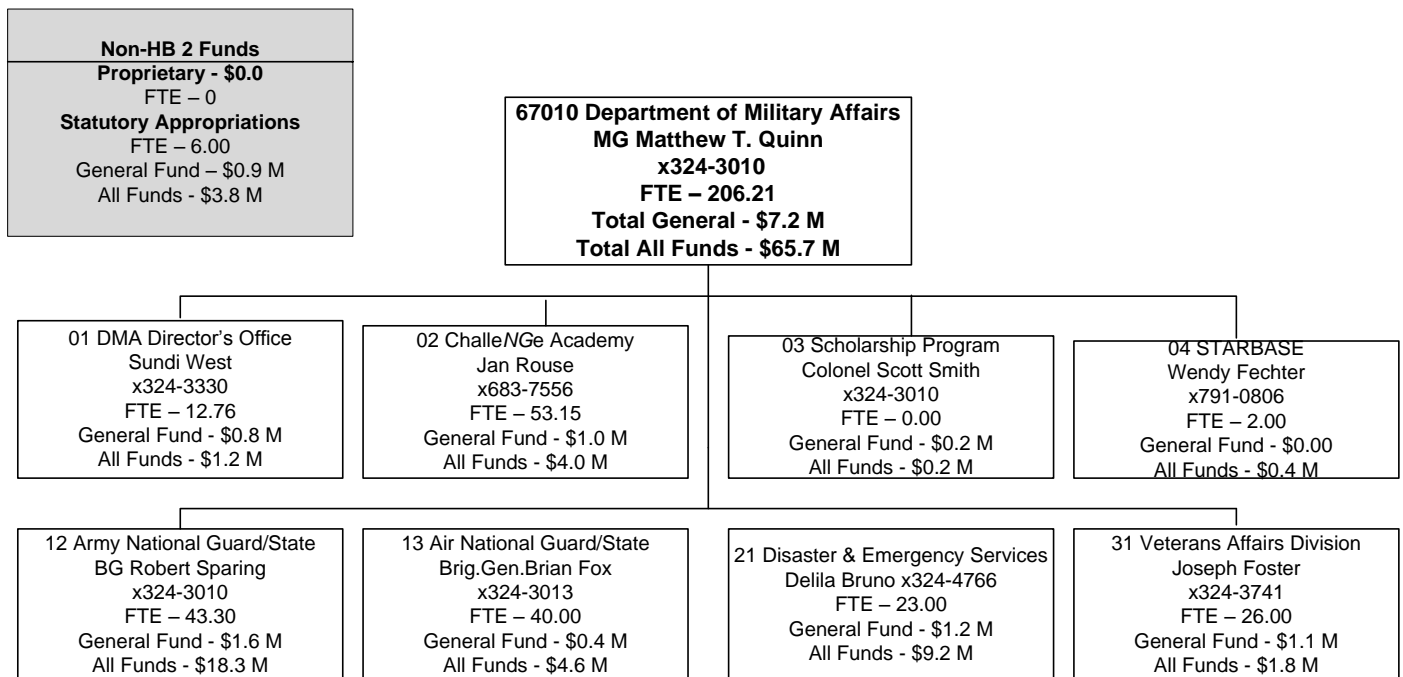 Non-HB 2 Funds
Proprietary - $0.0
FTE – 0
Statutory Appropriations
FTE – 6.00
General Fund – $0.9 M
All Funds - $3.8 M
67010 Department of Military Affairs
MG Matthew T. Quinn
x324-3010
FTE – 206.21
Total General - $7.2 M
Total All Funds - $65.7 M
01 DMA Director’s Office
Sundi West
x324-3330
FTE – 12.76
General Fund - $0.8 M
All Funds - $1.2 M
02 ChalleNGe Academy
Jan Rouse
x683-7556
FTE – 53.15
General Fund - $1.0 M
All Funds - $4.0 M
03 Scholarship Program
Colonel Scott Smith
x324-3010
FTE – 0.00
General Fund - $0.2 M
All Funds - $0.2 M
04 STARBASE
Wendy Fechter
x791-0806
FTE – 2.00
General Fund - $0.00
All Funds - $0.4 M
12 Army National Guard/State
BG Robert Sparing
x324-3010
FTE – 43.30
General Fund - $1.6 M
All Funds - $18.3 M
13 Air National Guard/State
Brig.Gen.Brian Fox
x324-3013
FTE – 40.00
General Fund - $0.4 M
All Funds - $4.6 M
21 Disaster & Emergency Services
Delila Bruno x324-4766
FTE – 23.00
General Fund - $1.2 M
All Funds - $9.2 M
31 Veterans Affairs Division
Joseph Foster
x324-3741
FTE – 26.00
General Fund - $1.1 M
All Funds - $1.8 M